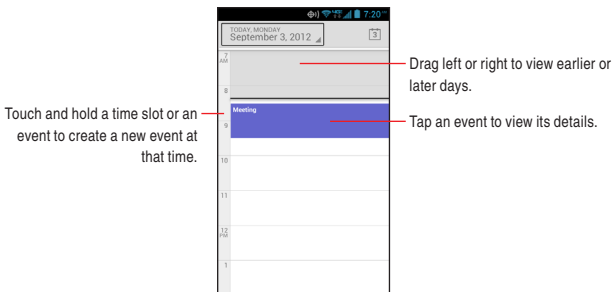 7:20
TODAY, MONDAY
September 3, 2012
3
7
AM
8
Meeting
9
10
11
12
PM
1
Drag left or right to view earlier or
later days.
Touch and hold a time slot or an
event to create a new event at
that time.
Tap an event to view its details.